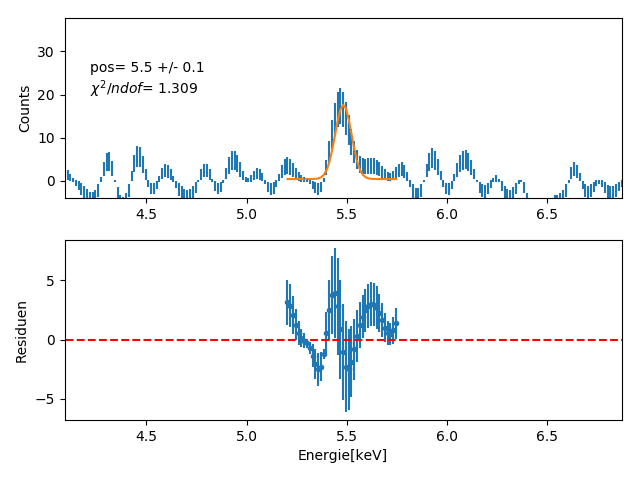 30
20
10
0
Counts
pos= 5.5 +/- 0.1
χ²/ndof= 1.309
4.5 5.0 5.5 6.0 6.5
5
0
−5
Residuen
4.5 5.0 5.5 6.0 6.5
Energie[keV]